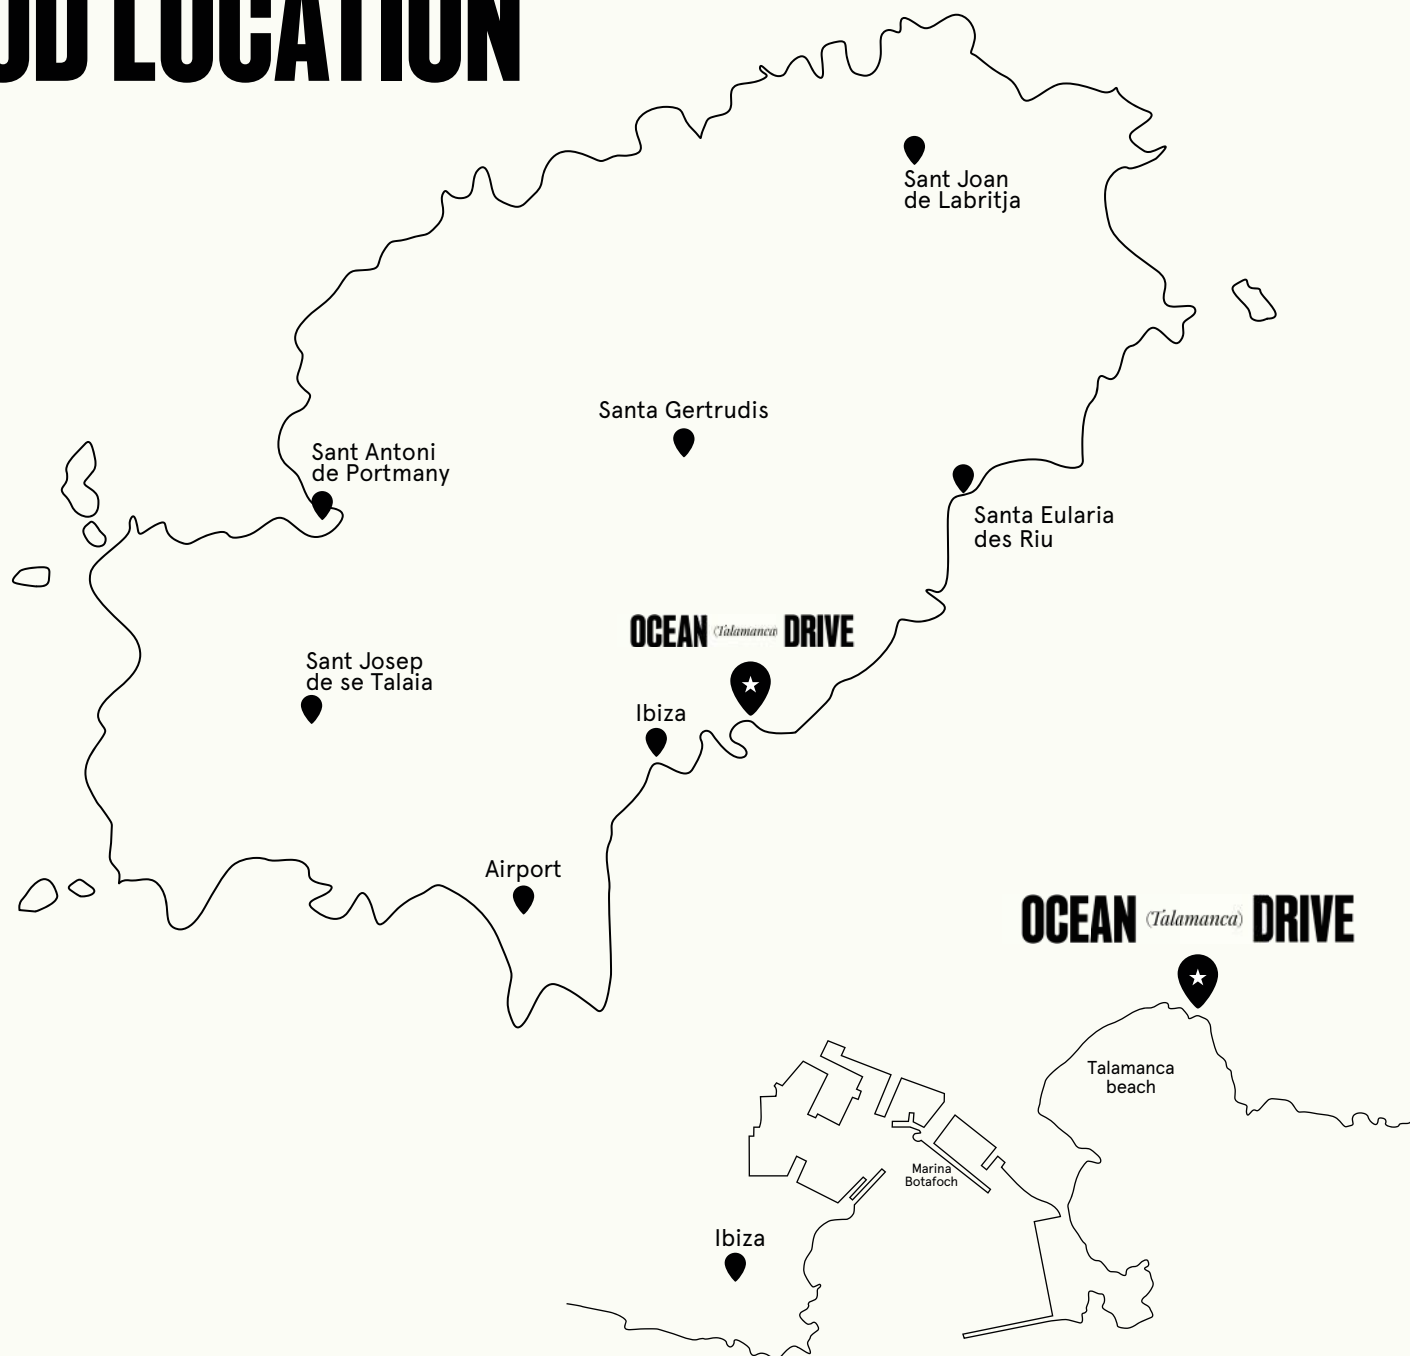 OD LOCATION
Sant Joan
de Labritja
Santa Gertrudis
Sant Antoni
de Portmany
Santa Eularia
des Riu
OCEAN (Talamanca) DRIVE
Sant Josep
de se Talaia
Ibiza
Airport
OCEAN (Talamanca) DRIVE
Talamanca
beach
Marina
Botafoch
Ibiza